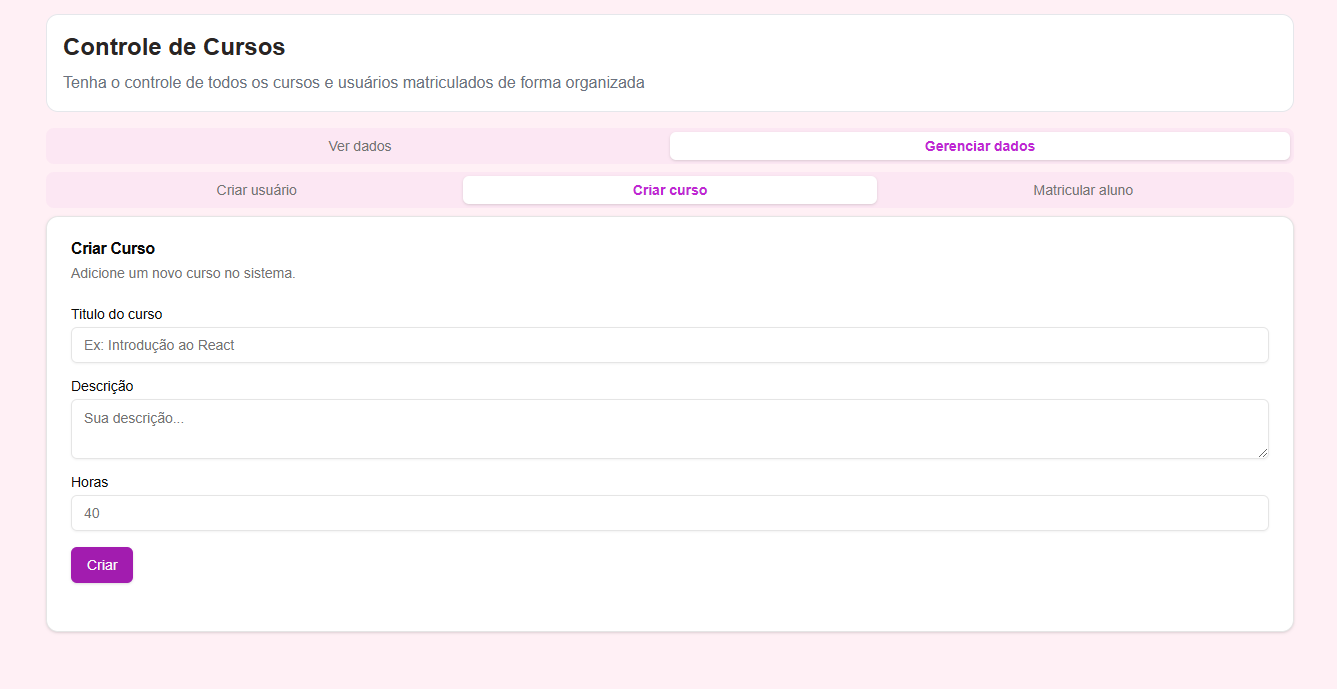 Controle de Cursos
Tenha o controle de todos os cursos e usuários matriculados de forma organizada
Ver dados
Gerenciar dados
Criar usuário
Criar curso
Matricular aluno
Criar Curso
Adicione um novo curso no sistema.
Titulo do curso
Ex: Introdução ao React
Descrição
Sua descrição...
Horas
40
Criar